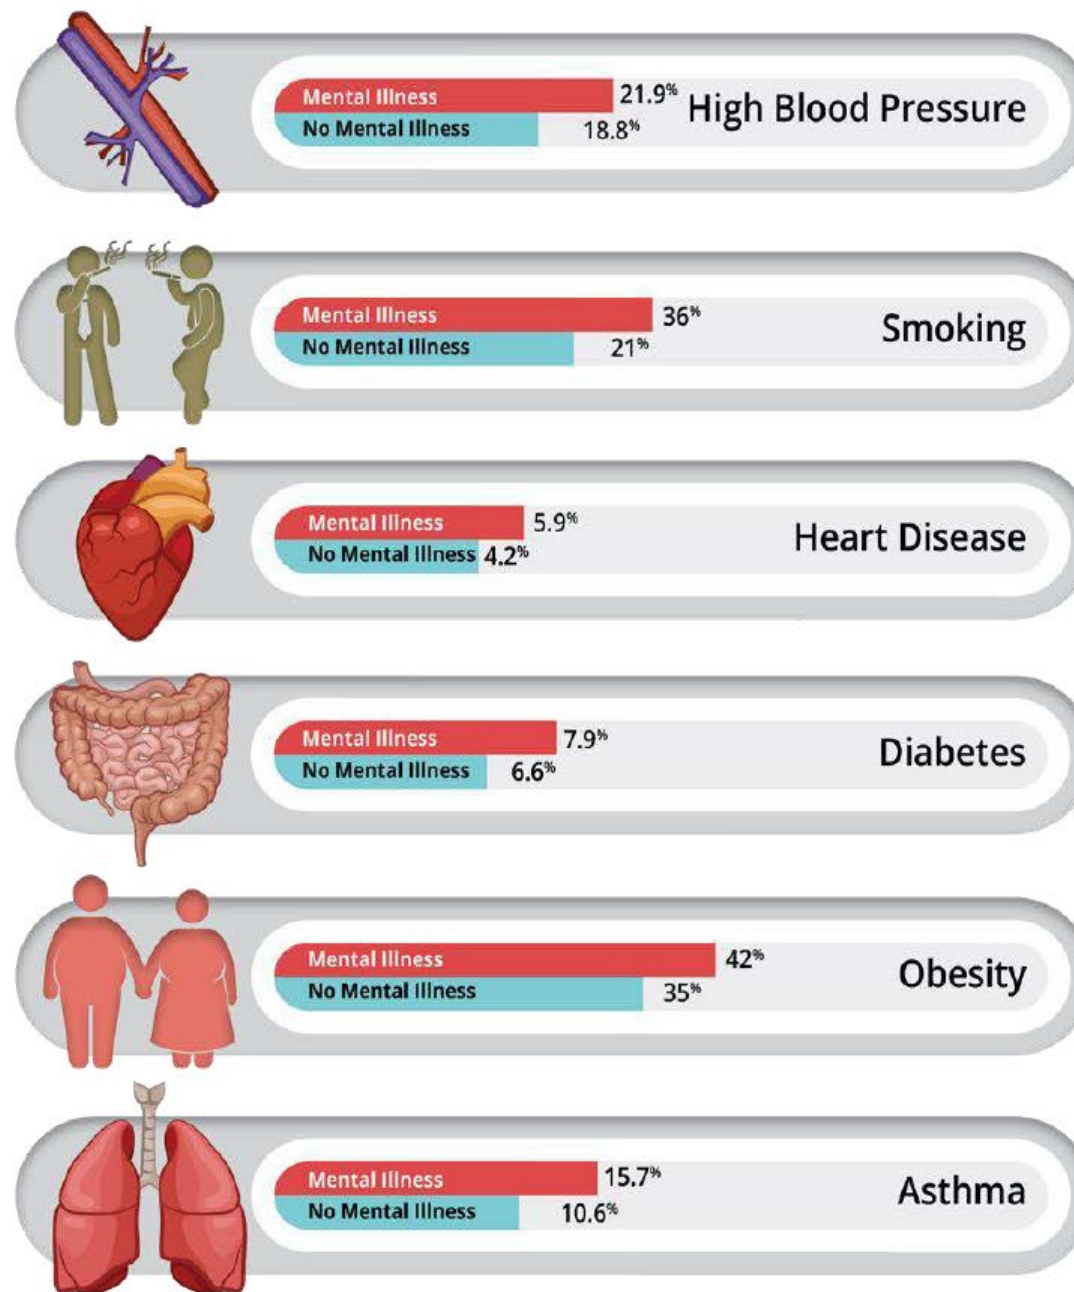 Mental Illness 21.9%
No Mental Illness 18.8%
High Blood Pressure
Mental Illness 36%
No Mental Illness 21%
Smoking
Mental Illness 5.9%
No Mental Illness 4.2%
Heart Disease
Mental Illness 7.9%
No Mental Illness 6.6%
Diabetes
Mental Illness 42%
No Mental Illness 35%
Obesity
Mental Illness 15.7%
No Mental Illness 10.6%
Asthma